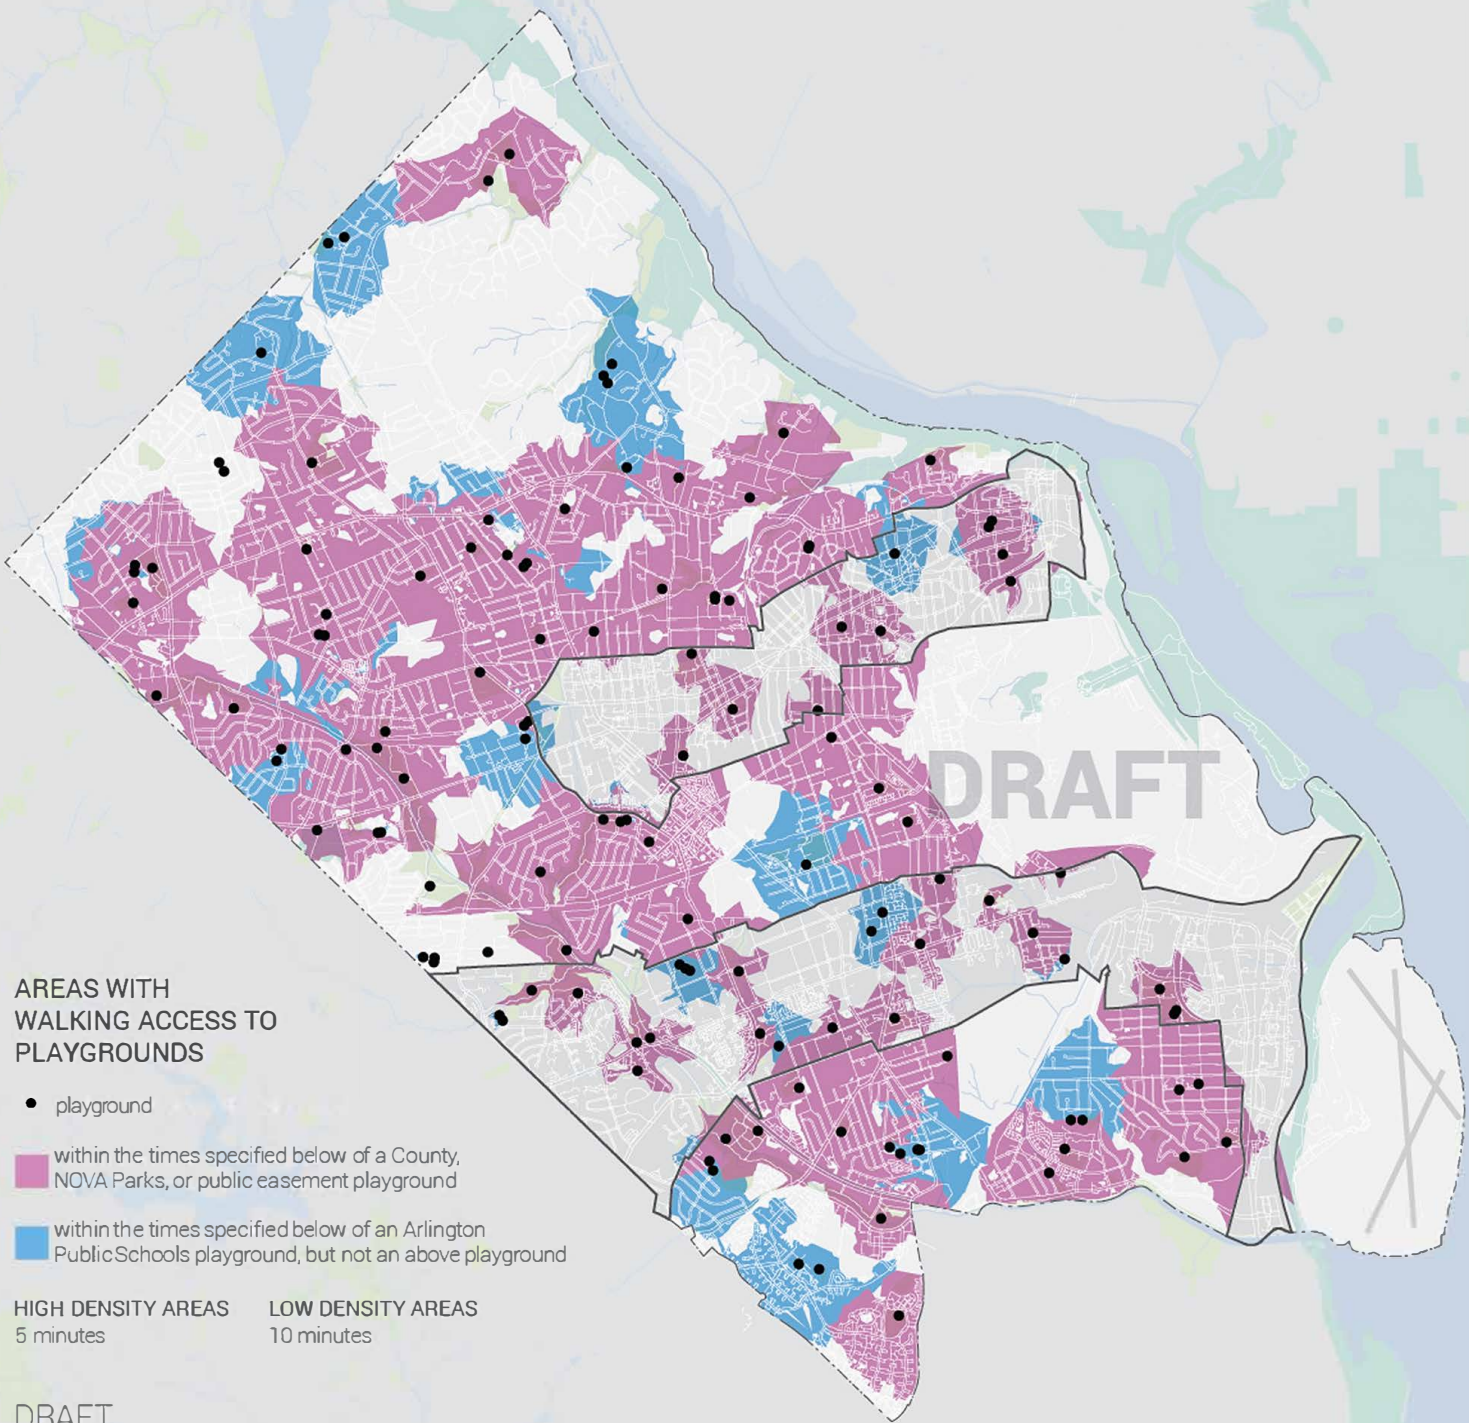 DRAFT
AREAS WITH
WALKING ACCESS TO
PLAYGROUNDS
playground
within the times specified below of a County,
NOVA Parks, or public easement playground
within the times specified below of an Arlington
Public Schools playground, but not an above playground
HIGH DENSITY AREAS
5 minutes
LOW DENSITY AREAS
10 minutes
DRAFT